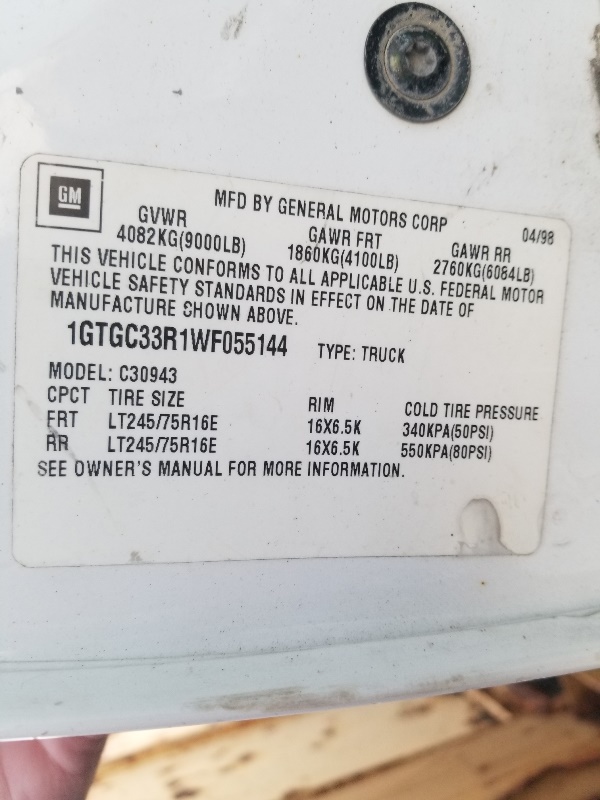 GM
MFD BY GENERAL MOTORS CORP 04/98
GVWR GAWR FRT GAWR RR
4082KG(9000LB) 1860KG(4100LB) 2760KG(6084LB)
THIS VEHICLE CONFORMS TO ALL APPLICABLE U.S. FEDERAL MOTOR
VEHICLE SAFETY STANDARDS IN EFFECT ON THE DATE OF
MANUFACTURE SHOWN ABOVE.
1GTGC33R1WF055144 TYPE: TRUCK
MODEL: C30943
CPCT TIRE SIZE RIM COLD TIRE PRESSURE
FRT LT245/75R16E 16X6.5K 340KPA(50PSI)
RR LT245/75R16E 16X6.5K 550KPA(80PSI)
SEE OWNER'S MANUAL FOR MORE INFORMATION.